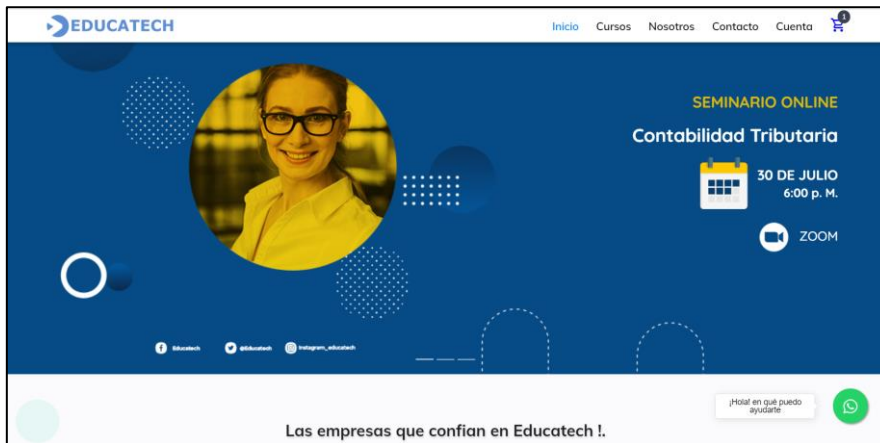 EDUCATECH
Inicio Cursos Nosotros Contacto Cuenta 1
SEMINARIO ONLINE
Contabilidad Tributaria
30 DE JULIO
6:00 p. M.
ZOOM
Educatech @Educatech Instagram_educatech
¡Hola! en qué puedo
ayudarte
Las empresas que confian en Educatech !.